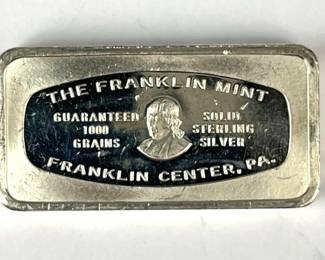 THE FRANKLIN MINT
GUARANTEED 1000 GRAINS
SOLID STERLING SILVER
FRANKLIN CENTER, PA.